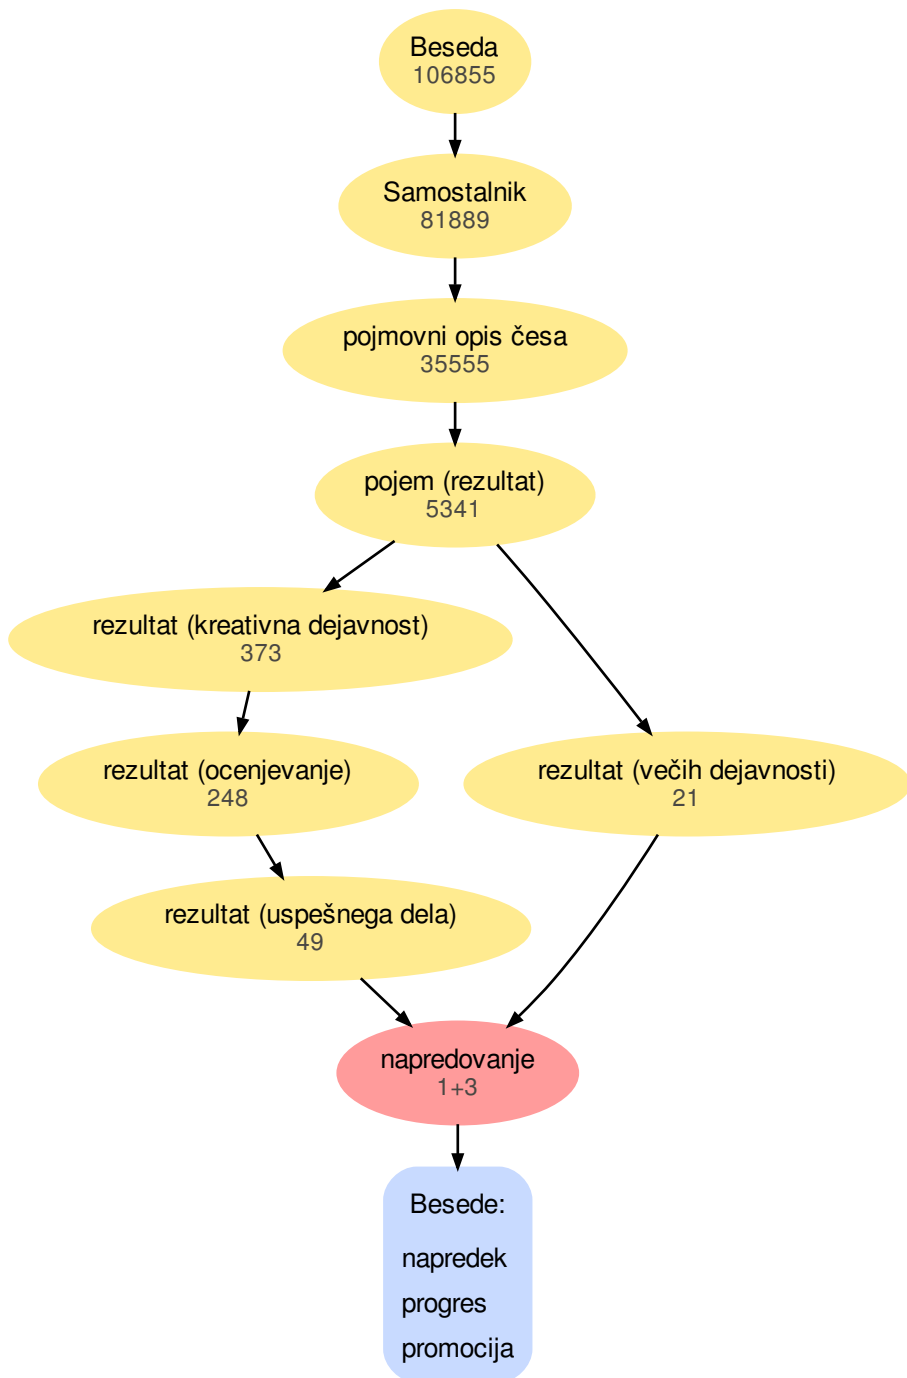 Beseda
106855
Samostalnik
81889
pojmovni opis česa
35555
pojem (rezultat)
5341
rezultat (kreativna dejavnost)
373
rezultat (ocenjevanje)
248
rezultat (večih dejavnosti)
21
rezultat (uspešnega dela)
49
napredovanje
1+3
Besede:
napredek
progres
promocija